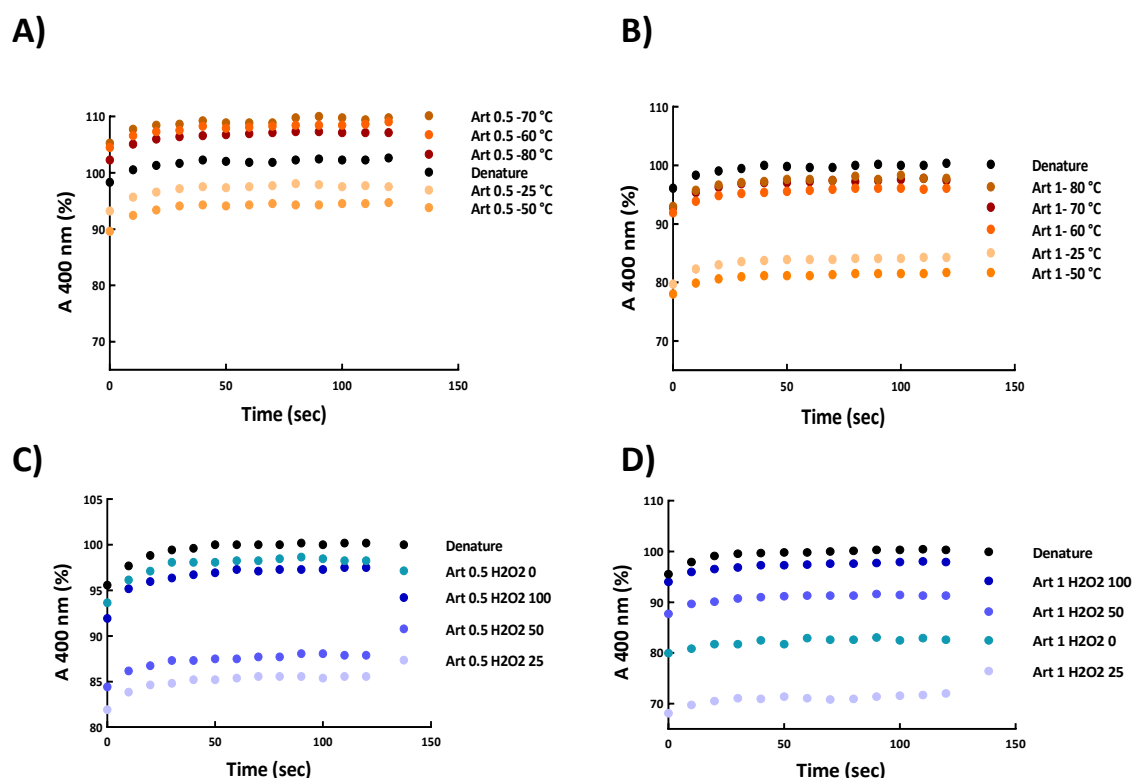 A)
A 400 nm (%)
110
100
90
80
70
0
50
100
150
Time (sec)
Art 0.5 -70 °C
Art 0.5 -60 °C
Art 0.5 -80 °C
Denature
Art 0.5 -25 °C
Art 0.5 -50 °C
B)
A 400 nm (%)
110
100
90
80
70
0
50
100
150
Time (sec)
Denature
Art 1- 80 °C
Art 1- 70 °C
Art 1- 60 °C
Art 1 -25 °C
Art 1 -50 °C
C)
A 400 nm (%)
105
100
95
90
85
80
0
50
100
150
Time (sec)
Denature
Art 0.5 H2O2 0
Art 0.5 H2O2 100
Art 0.5 H2O2 50
Art 0.5 H2O2 25
D)
A 400 nm (%)
110
100
90
80
70
0
50
100
150
Time (sec)
Denature
Art 1 H2O2 100
Art 1 H2O2 50
Art 1 H2O2 0
Art 1 H2O2 25